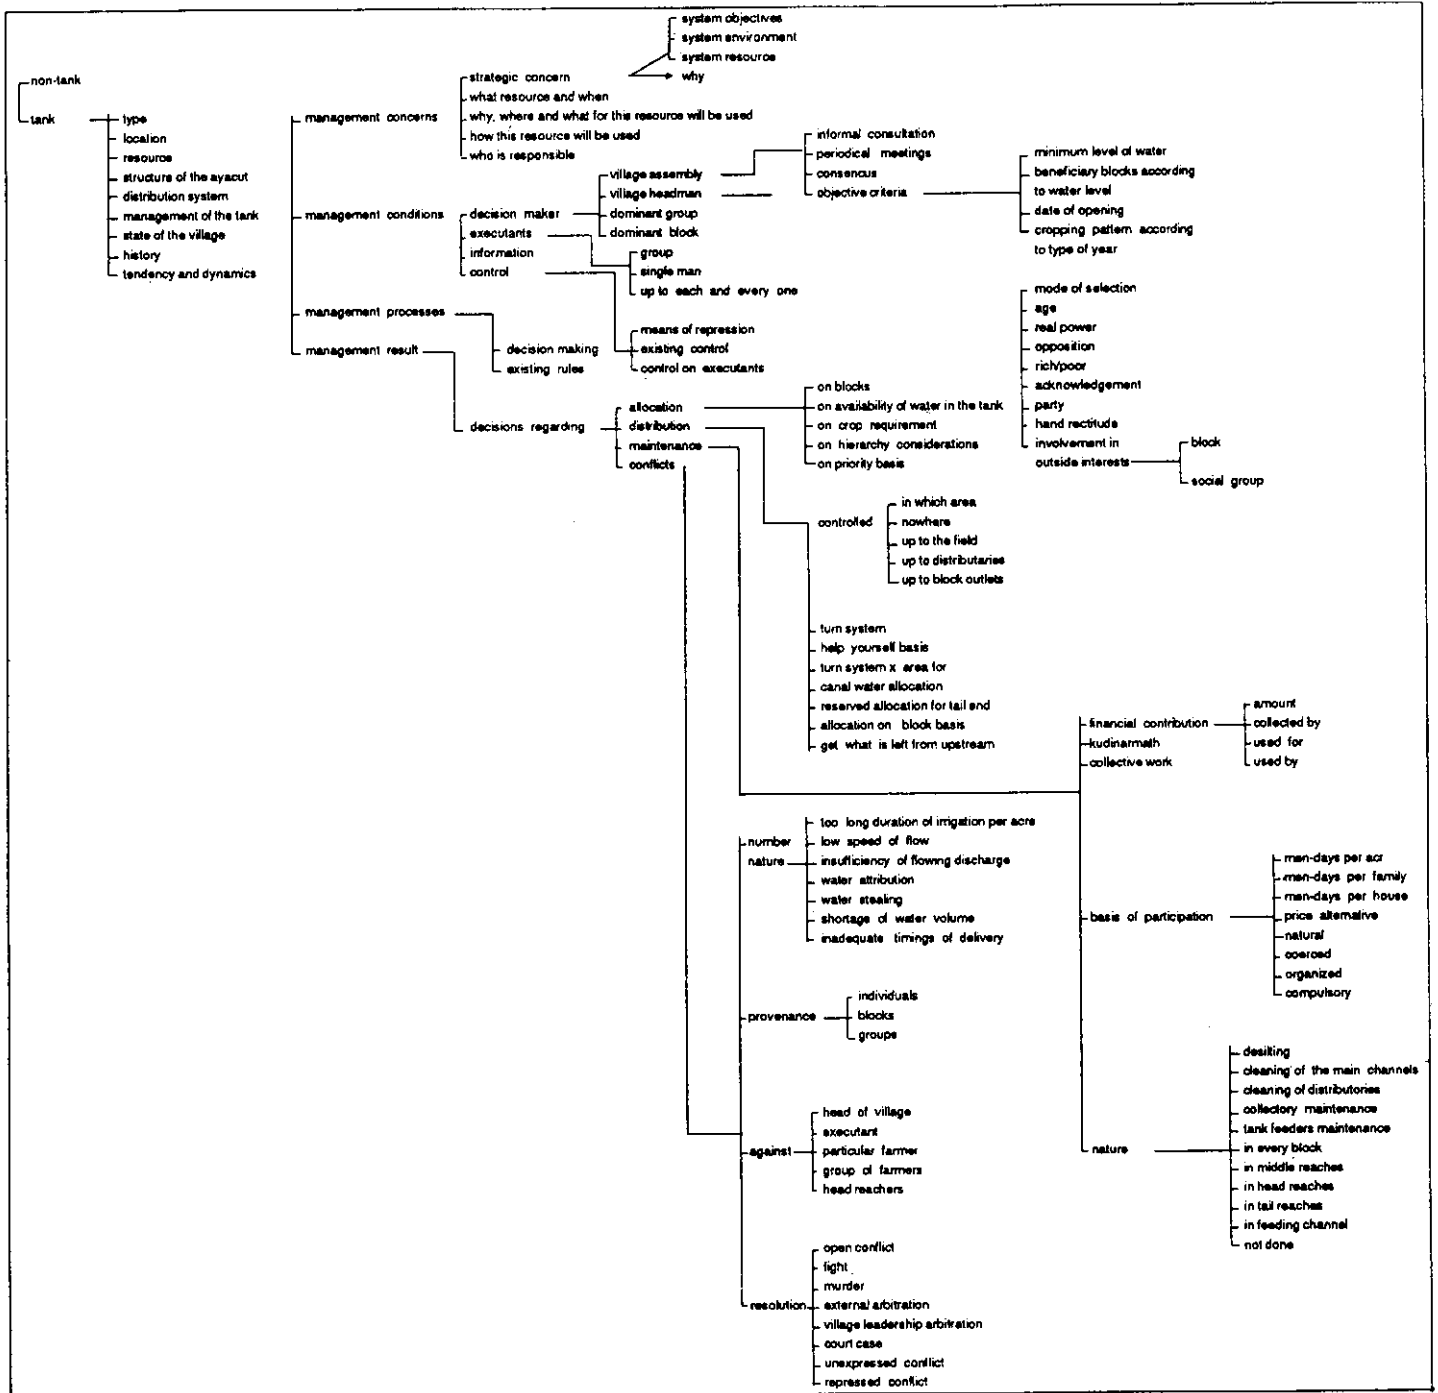 system objectives
system environment
system resource
why
non-tank
tank
type
location
resource
structure of the ayacut
distribution system
management of the tank
state of the village
history
tendency and dynamics
management concerns
strategic concern
what resource and when
why, where and what for this resource will be used
how this resource will be used
who is responsible
management conditions
decision maker
executants
information
control
village assembly
village headman
dominant group
dominant block
informal consultation
periodical meetings
consencus
objective criteria
minimum level of water
beneficiary blocks according
to water level
date of opening
cropping pattern according
to type of year
group
single man
up to each and every one
means of repression
existing control
control on executants
mode of selection
age
real power
opposition
rich/poor
acknowledgement
party
hand rectitude
involvement in
outside interests
block
social group
management processes
decision making
existing rules
management result
decisions regarding
allocation
distribution
maintenance
conflicts
on blocks
on availability of water in the tank
on crop requirement
on hierarchy considerations
on priority basis
controlled
in which area
nowhere
up to the field
up to distributaries
up to block outlets
turn system
help yourself basis
turn system x area for
canal water allocation
reserved allocation for tail end
allocation on block basis
get what is left from upstream
financial contribution
kudinarmath
collective work
amount
collected by
used for
used by
number
nature
too long duration of irrigation per acre
low speed of flow
insufficiency of flowing discharge
water attribution
water stealing
shortage of water volume
inadequate timings of delivery
basis of participation
men-days per acr
men-days per family
men-days per house
price alternative
natural
coerced
organized
compulsory
provenance
individuals
blocks
groups
against
head of village
executant
particular farmer
group of farmers
head reachers
nature
desilting
cleaning of the main channels
cleaning of distributories
collectory maintenance
tank feeders maintenance
in every block
in middle reaches
in head reaches
in tail reaches
in feeding channel
not done
resolution
open conflict
fight
murder
external arbitration
village leadership arbitration
court case
unexpressed conflict
repressed conflict